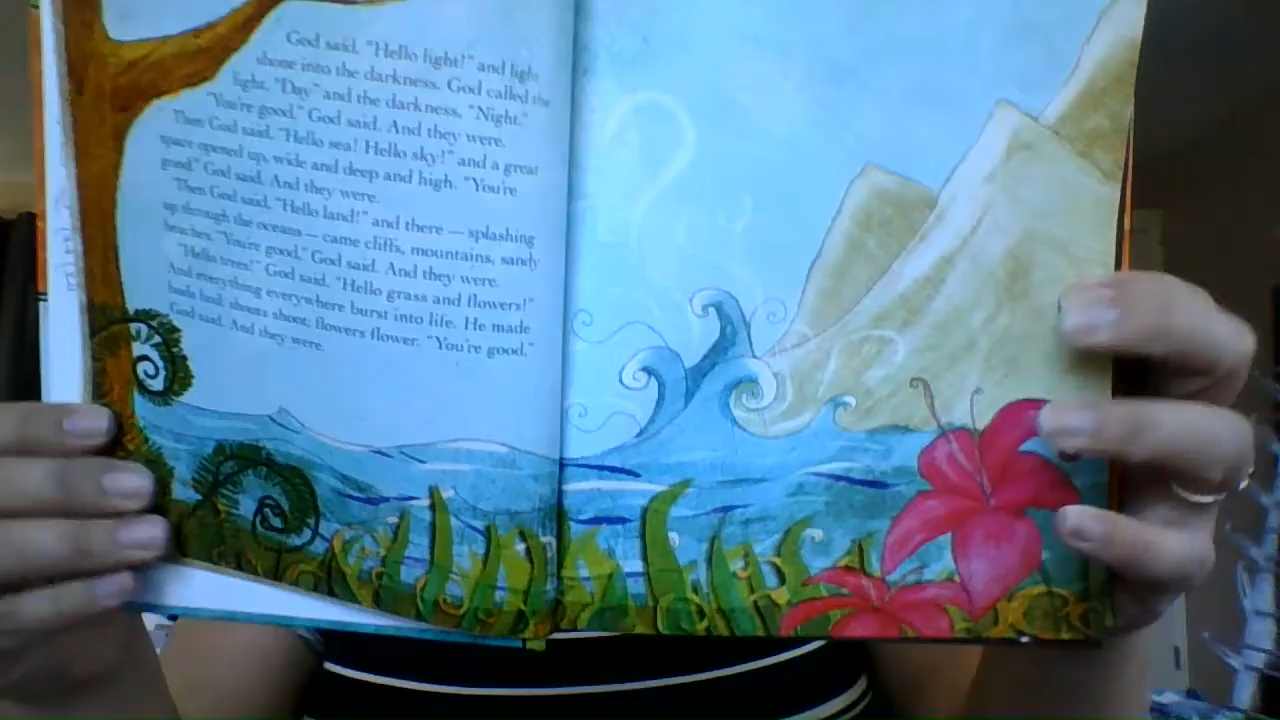 God said, "Hello light!" and light
shone into the darkness. God called the
light, "Day" and the darkness, "Night."
"You're good," God said. And they were.
Then God said, "Hello sea! Hello sky!" and a great
space opened up, wide and deep and high. "You're
good," God said. And they were.
Then God said, "Hello land!" and there — splashing
up through the oceans — came cliffs, mountains, sandy
beaches. "You're good," God said. And they were.
"Hello trees!" God said. "Hello grass and flowers!"
And everything everywhere burst into life. He made
buds bud; shoots shoot; flowers flower. "You're good,"
God said. And they were.